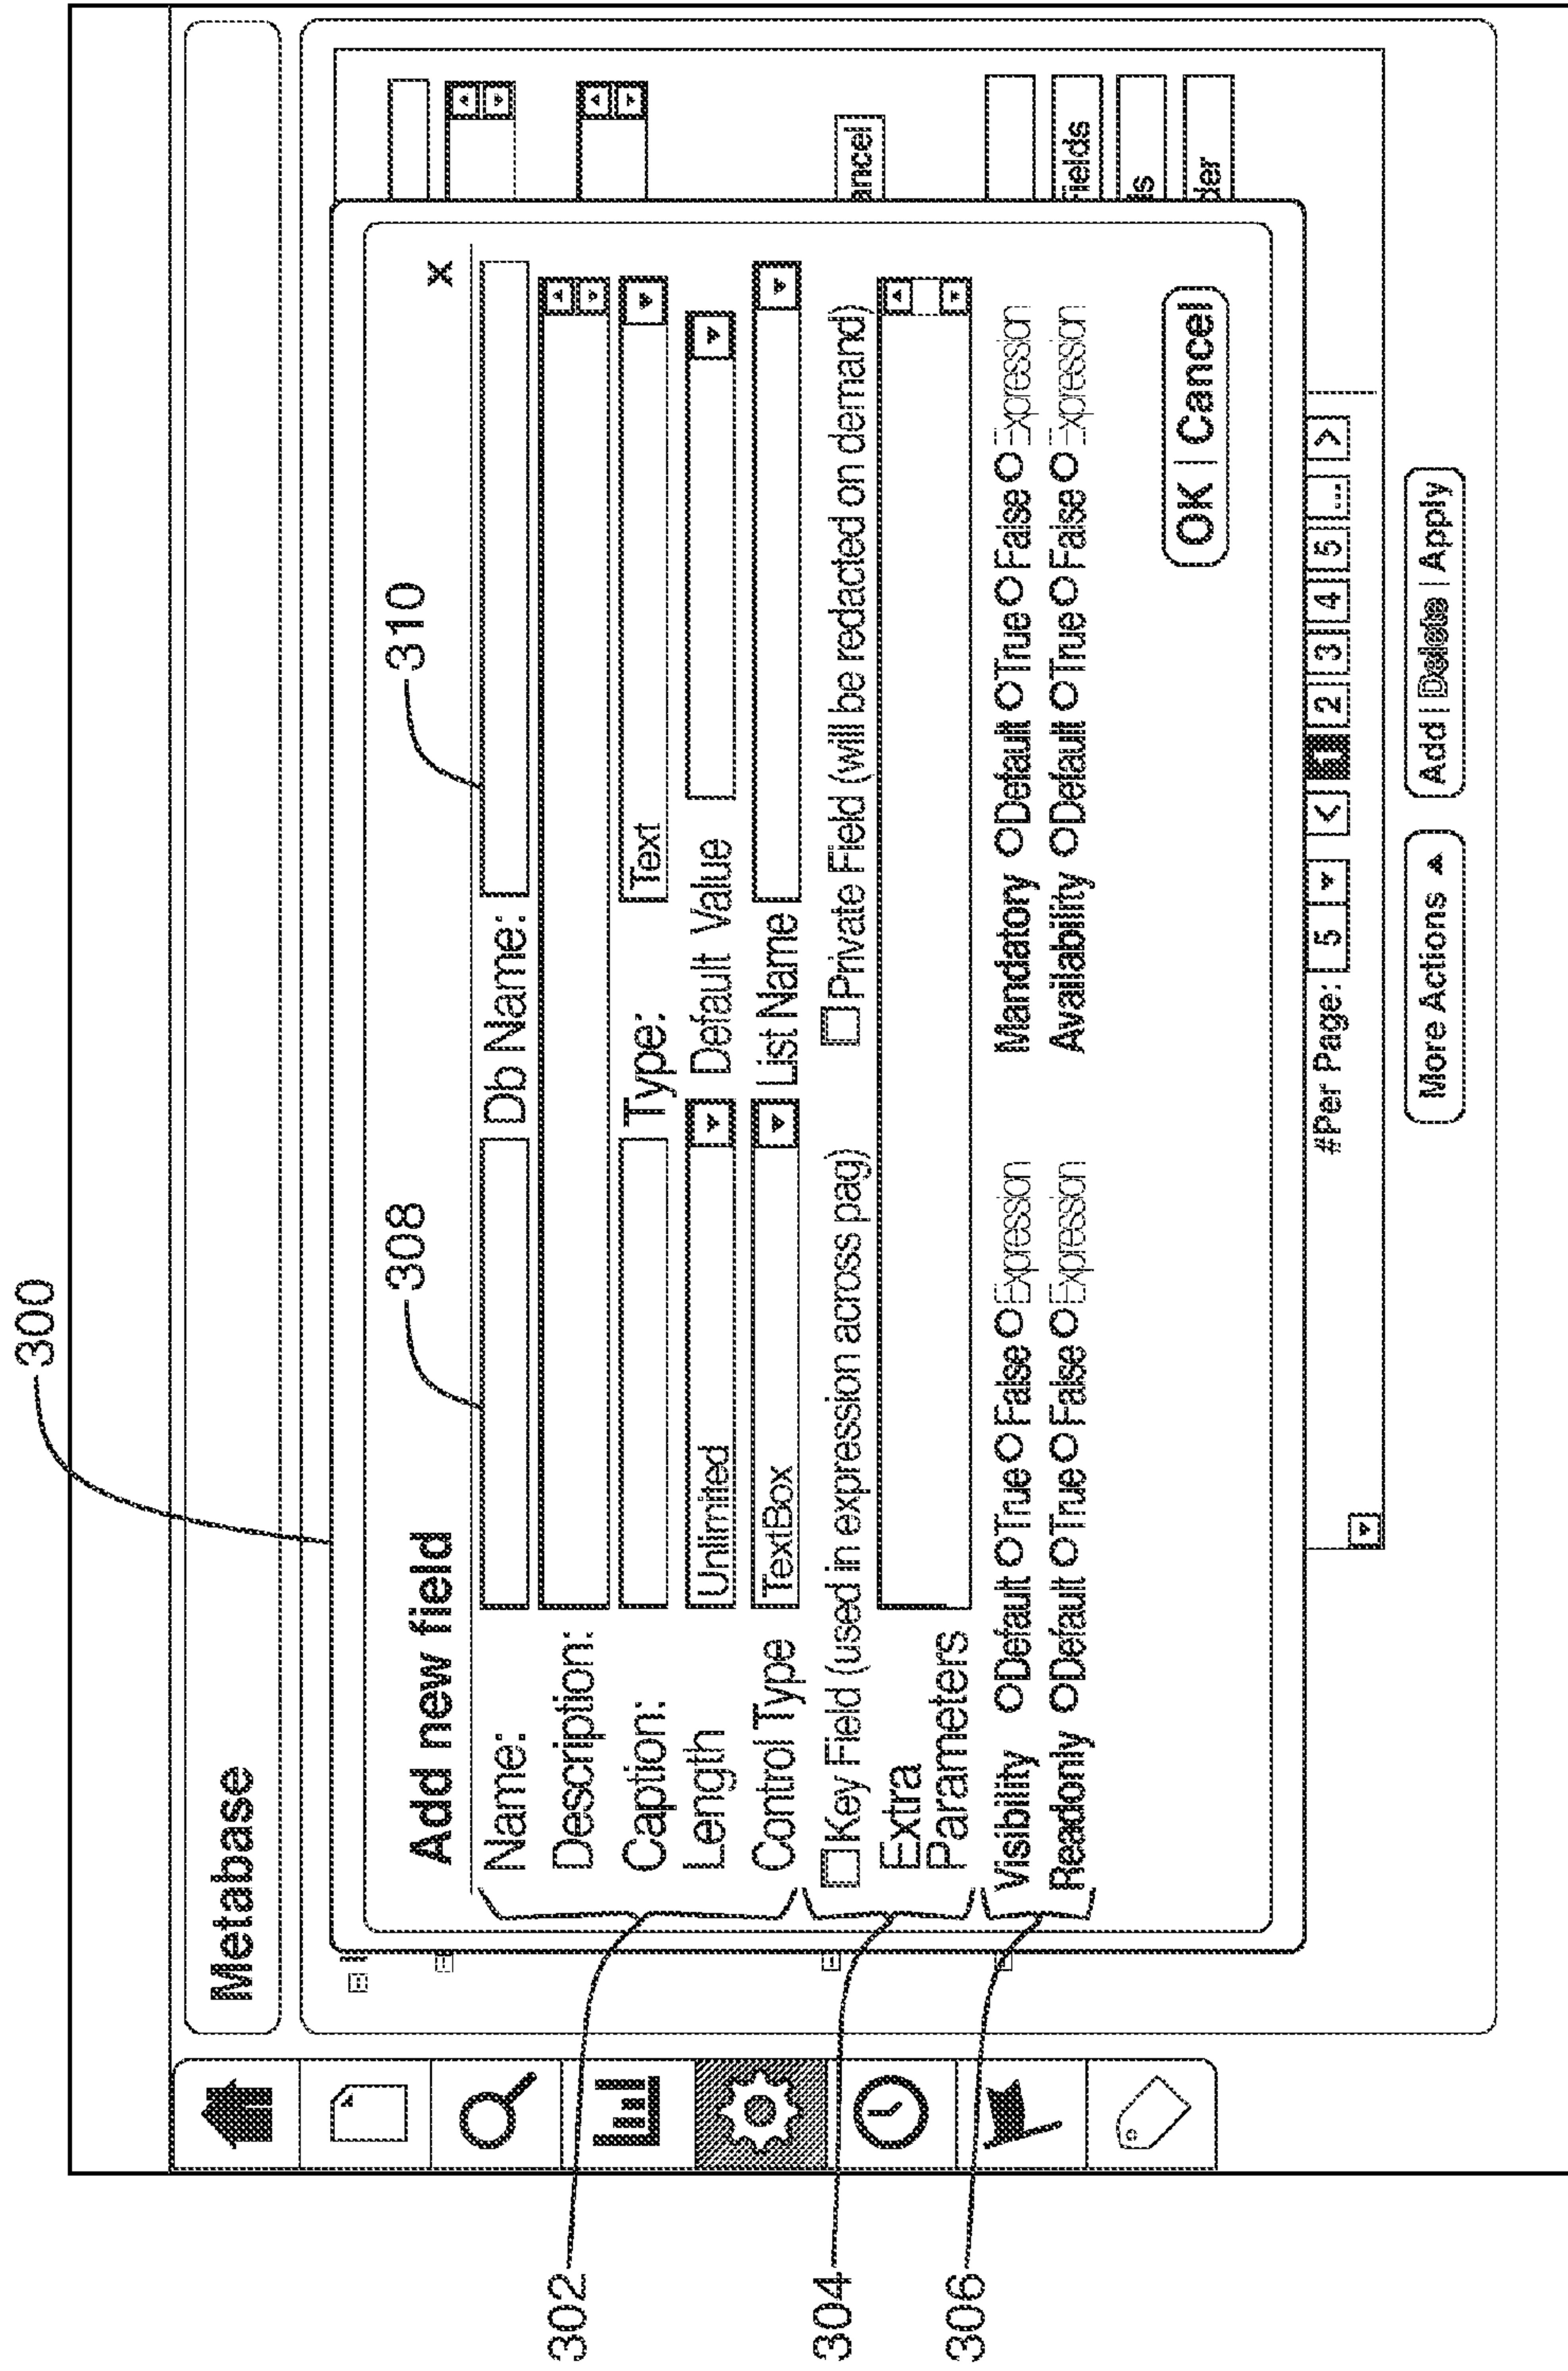 300
Metabase
Add new field
X
308
310
Name:
Db Name:
Description:
Caption:
Type:
Text
Length
Unlimited
Default Value
Control Type
TextBox
List Name
Key Field (used in expression across pag)
Private Field (will be redacted on demand)
Extra
Parameters
Visibility Default True False Expression
Mandatory Default True False Expression
Readonly Default True False Expression
Availability Default True False Expression
OK | Cancel
ancel
ields
ls
der
#Per Page: 5 < 1 2 3 4 5 ... >
More Actions
Add | Delete | Apply
302
304
306